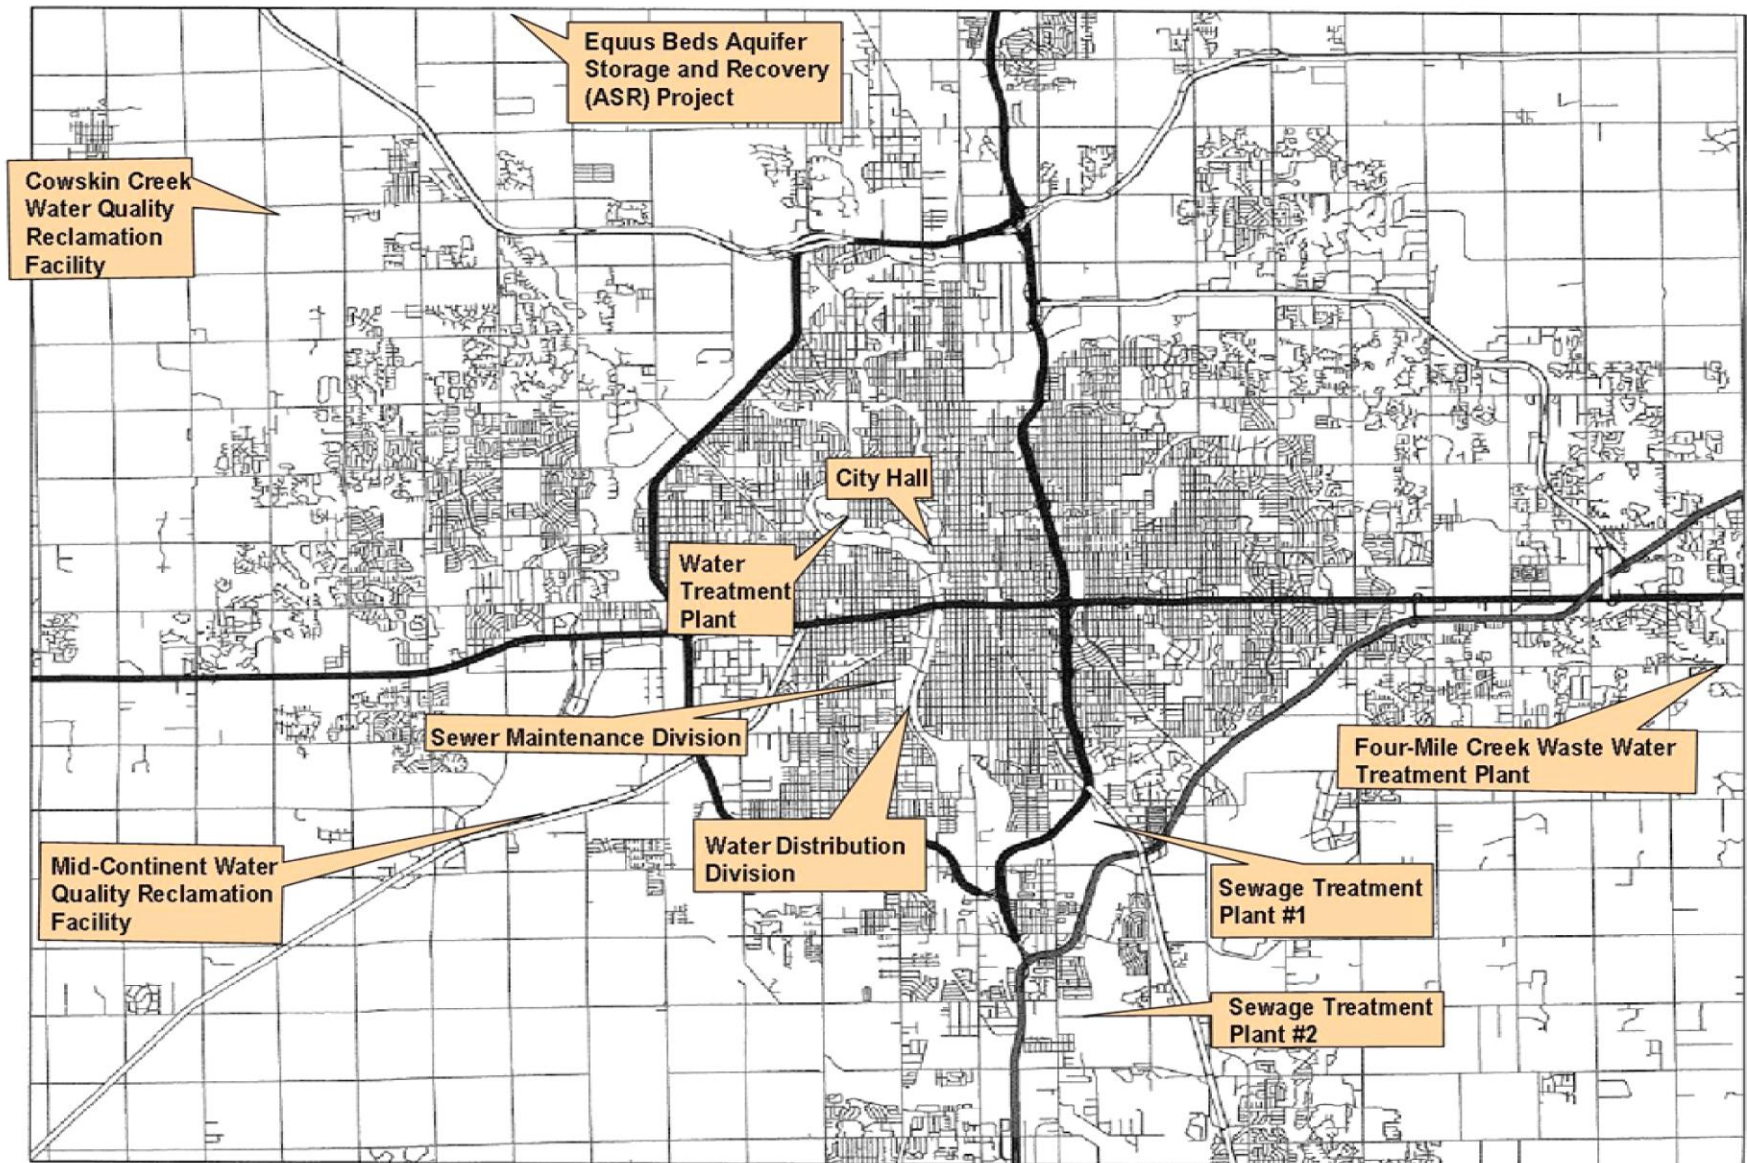 Equus Beds Aquifer
Storage and Recovery
(ASR) Project
Cowskin Creek
Water Quality
Reclamation
Facility
City Hall
Water
Treatment
Plant
Sewer Maintenance Division
Four-Mile Creek Waste Water
Treatment Plant
Water Distribution
Division
Mid-Continent Water
Quality Reclamation
Facility
Sewage Treatment
Plant #1
Sewage Treatment
Plant #2